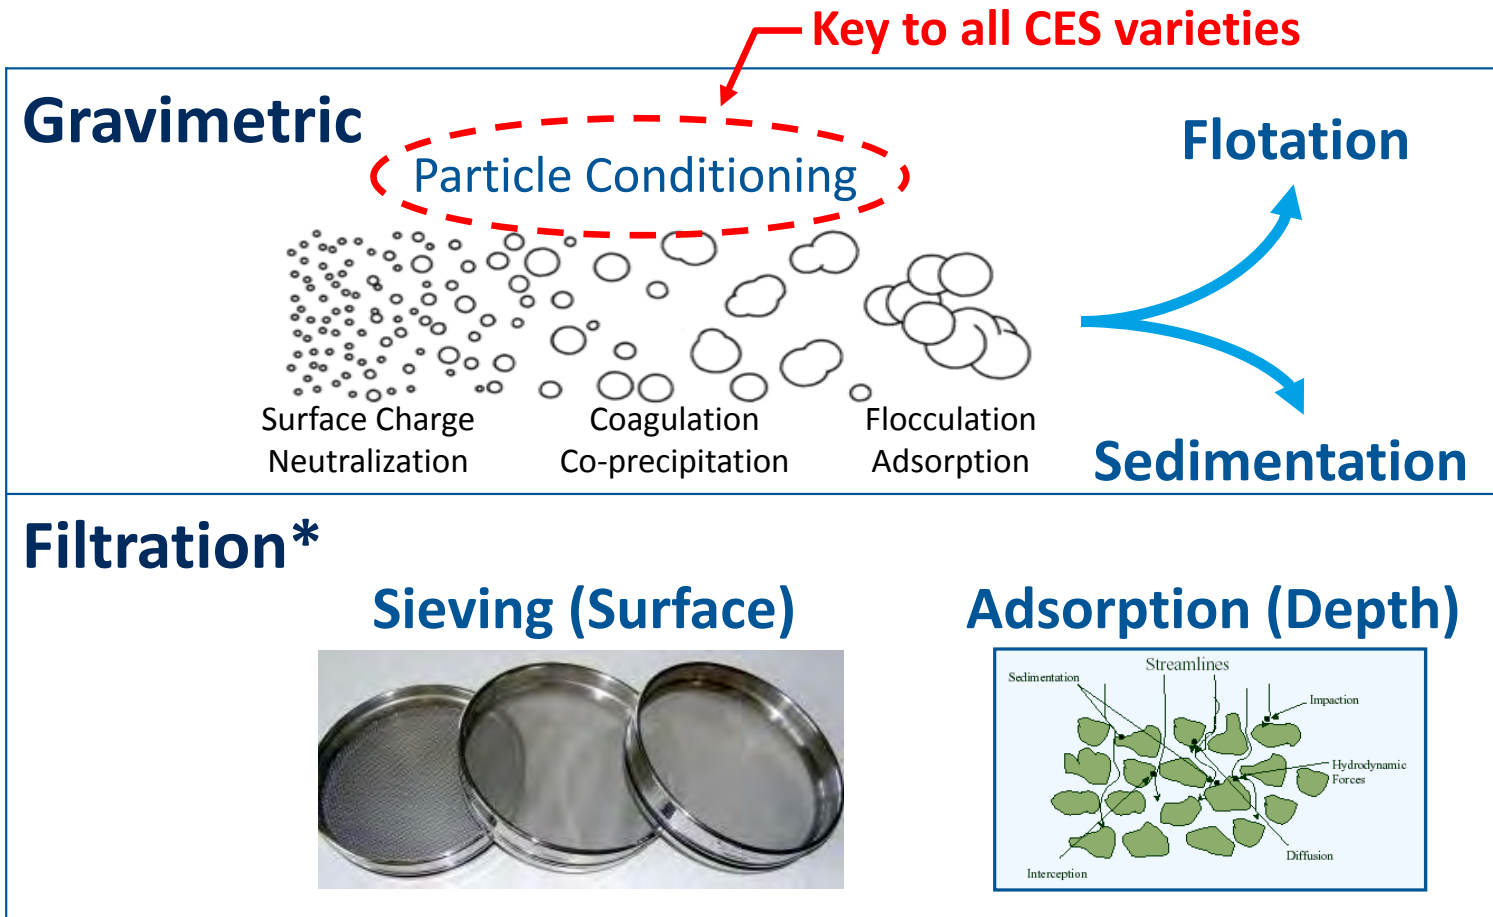 Key to all CES varieties
Gravimetric
Particle Conditioning
Flotation
Surface Charge
Neutralization
Coagulation
Co-precipitation
Flocculation
Adsorption
Sedimentation
Filtration*
Sieving (Surface)
Adsorption (Depth)
Streamlines
Sedimentation
Impaction
Hydrodynamic
Forces
Diffusion
Interception